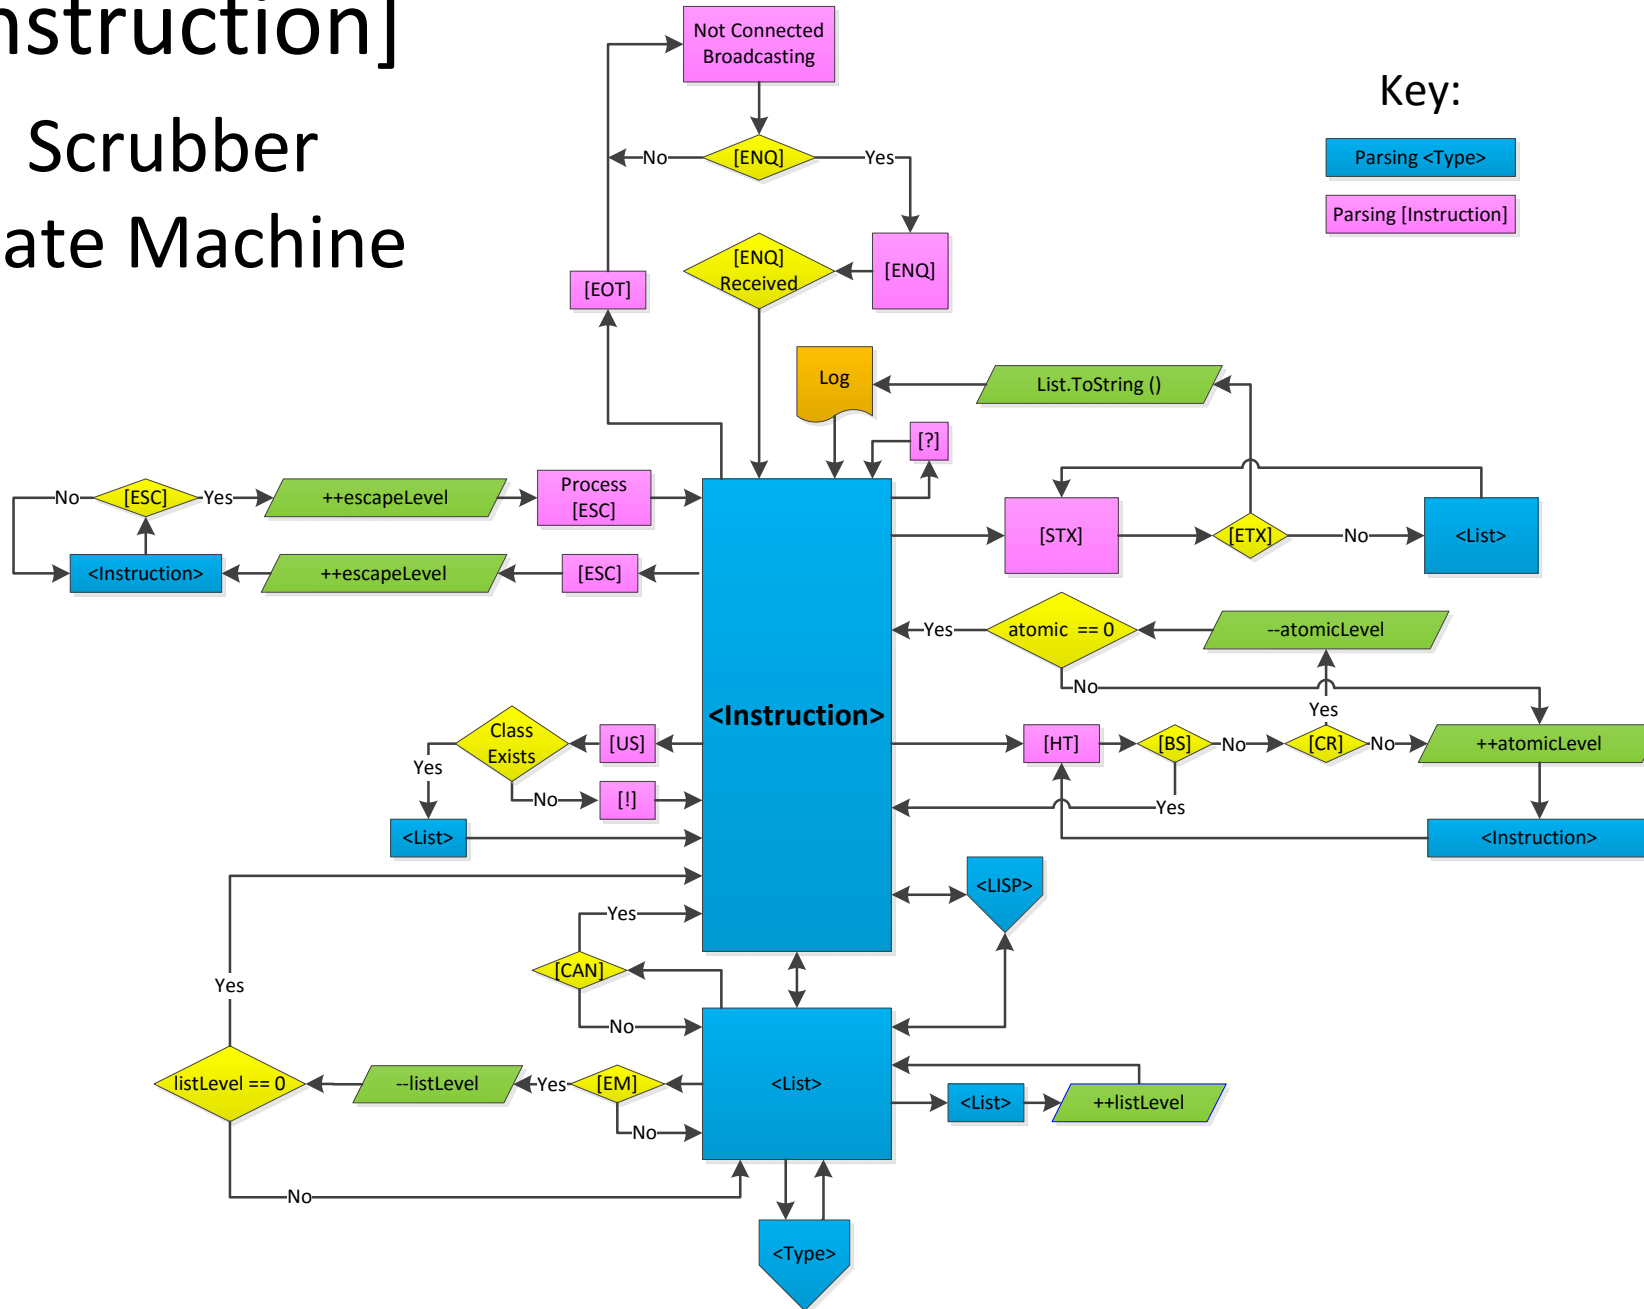 nstruction]
Scrubber
ate Machine
Key:
Parsing <Type>
Parsing [Instruction]
Not Connected
Broadcasting
[ENQ]
No
Yes
[ENQ]
Received
[ENQ]
[EOT]
Log
List.ToString ()
[?]
No
[ESC]
Yes
++escapeLevel
Process
[ESC]
[STX]
[ETX]
No
<List>
<Instruction>
++escapeLevel
[ESC]
Yes
atomic == 0
--atomicLevel
No
<Instruction>
Class
Exists
[US]
Yes
No
[!]
<List>
[HT]
[BS]
No
Yes
[CR]
No
++atomicLevel
Yes
<Instruction>
<LISP>
Yes
[CAN]
No
Yes
listLevel == 0
--listLevel
Yes
[EM]
No
<List>
<List>
++listLevel
No
<Type>